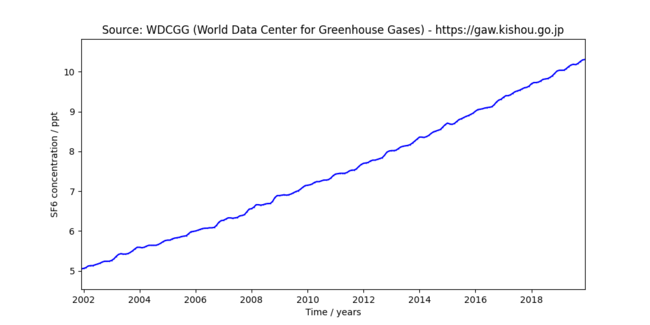 Source: WDCGG (World Data Center for Greenhouse Gases) - https://gaw.kishou.go.jp
10
9
8
7
6
5
SF6 concentration / ppt
2002 2004 2006 2008 2010 2012 2014 2016 2018
Time / years